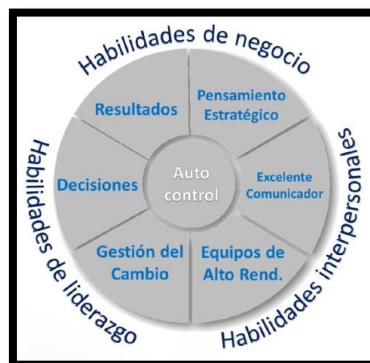 Habilidades de negocio
Resultados
Pensamiento
Estratégico
Habilidades de liderazgo
Decisiones
Auto
control
Excelente
Comunicador
Habilidades interpersonales
Gestión del
Cambio
Equipos de
Alto Rend.